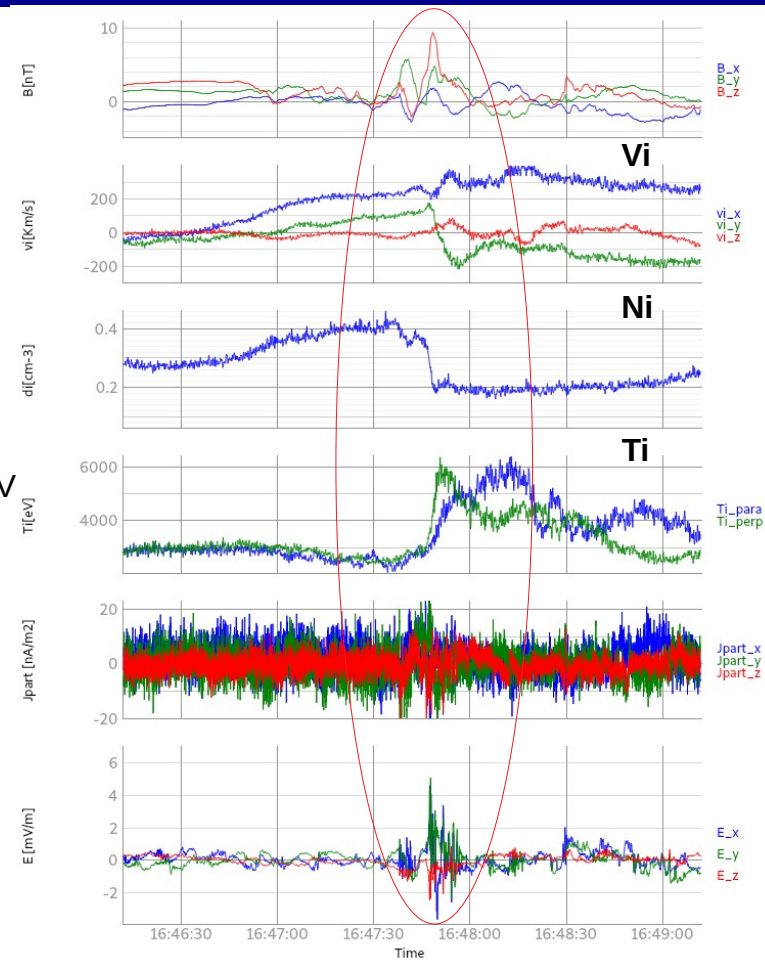 10
0
B[nT]
B_x
B_y
B_z
Vi
200
0
-200
vi[Km/s]
vi_x
vi_y
vi_z
Ni
0.4
0.2
di[cm-3]
Ti
V
6000
4000
Ti[eV]
Ti_para
Ti_perp
20
0
-20
Jpart [nA/m2]
Jpart_x
Jpart_y
Jpart_z
6
4
2
0
-2
E [mV/m]
E_x
E_y
E_z
16:46:30 16:47:00 16:47:30 16:48:00 16:48:30 16:49:00
Time